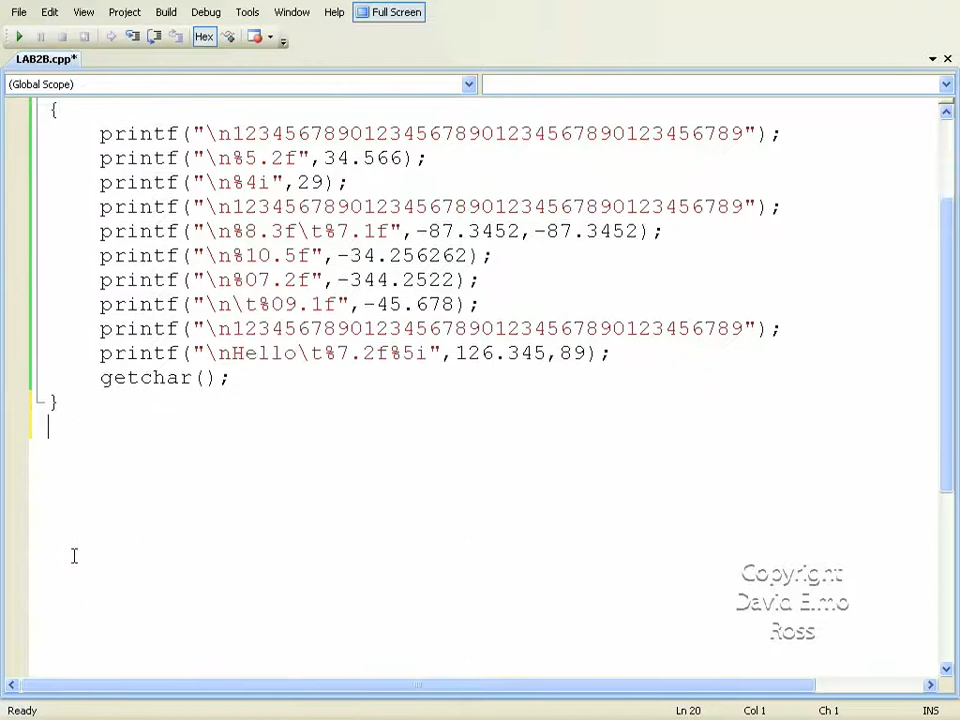 File Edit View Project Build Debug Tools Window Help Full Screen
Hex
LAB2B.cpp*
(Global Scope)
{
printf("\n123456789012345678901234567890123456789");
printf("\n%5.2f",34.566);
printf("\n%4i",29);
printf("\n123456789012345678901234567890123456789");
printf("\n%8.3f\t%7.1f",-87.3452,-87.3452);
printf("\n%10.5f",-34.256262);
printf("\n%07.2f",-344.2522);
printf("\n\t%09.1f",-45.678);
printf("\n123456789012345678901234567890123456789");
printf("\nHello\t%7.2f%5i",126.345,89);
getchar();
}
Copyright
David Elmo
Ross
Ready Ln 20 Col 1 Ch 1 INS